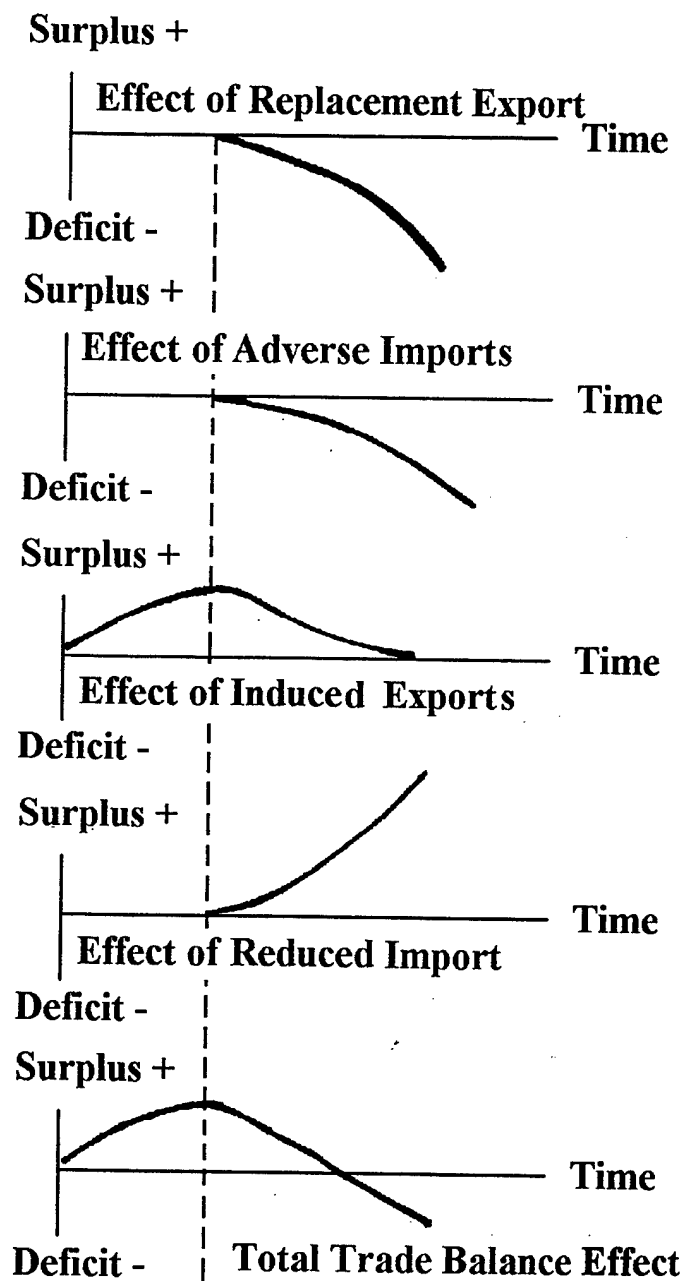 Surplus +
Effect of Replacement Export
Time
Deficit -
Surplus +
Effect of Adverse Imports
Time
Deficit -
Surplus +
Time
Effect of Induced Exports
Deficit -
Surplus +
Time
Effect of Reduced Import
Deficit -
Surplus +
Time
Deficit -
Total Trade Balance Effect